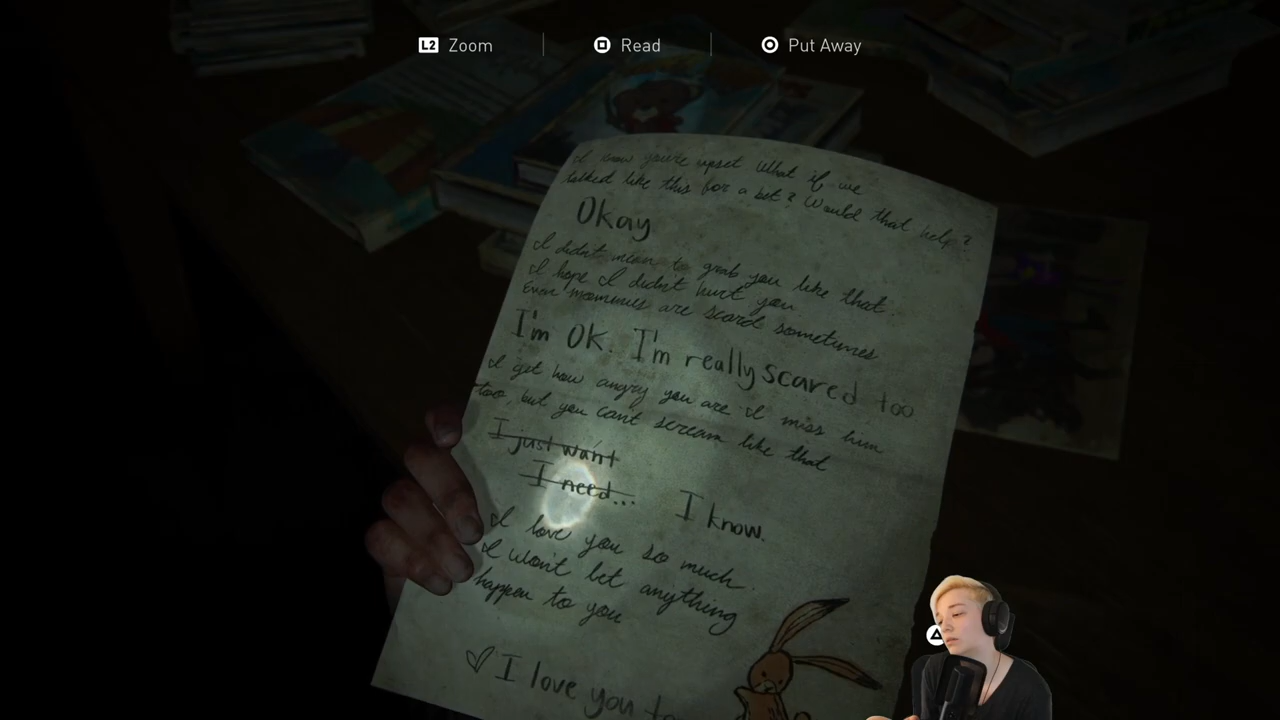 L2 Zoom Read Put Away
I know you're upset What if we
talked like this for a bit? Would that help?
Okay
I didn't mean to grab you like that.
I hope I didn't hurt you
Even mommies are scard sometimes
I'm OK. I'm really scared too
I get how angry you are I miss him
too but you cant scream like that
I just want
I need...
I know.
I love you so much.
I won't let anything
happen to you
I love you to